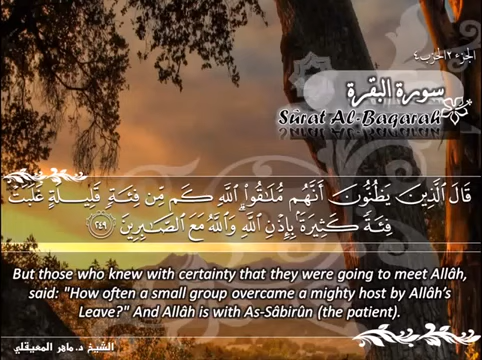 الجزء ٢ الحزب ٤
سورة البقرة
Sûrat Al-Baqarah
قَالَ الَّذِينَ يَظُنُّونَ أَنَّهُم مُّلَٰقُوا۟ اللَّهِ كَم مِّن فِئَةٍ قَلِيلَةٍ غَلَبَتْ
فِئَةً كَثِيرَةً بِإِذْنِ اللَّهِ ۗ وَاللَّهُ مَعَ الصَّٰبِرِينَ ٢٤٩
But those who knew with certainty that they were going to meet Allâh,
said: "How often a small group overcame a mighty host by Allâh's
Leave?" And Allâh is with As-Sâbirûn (the patient).
الشيخ د. ماهر المعيقلي